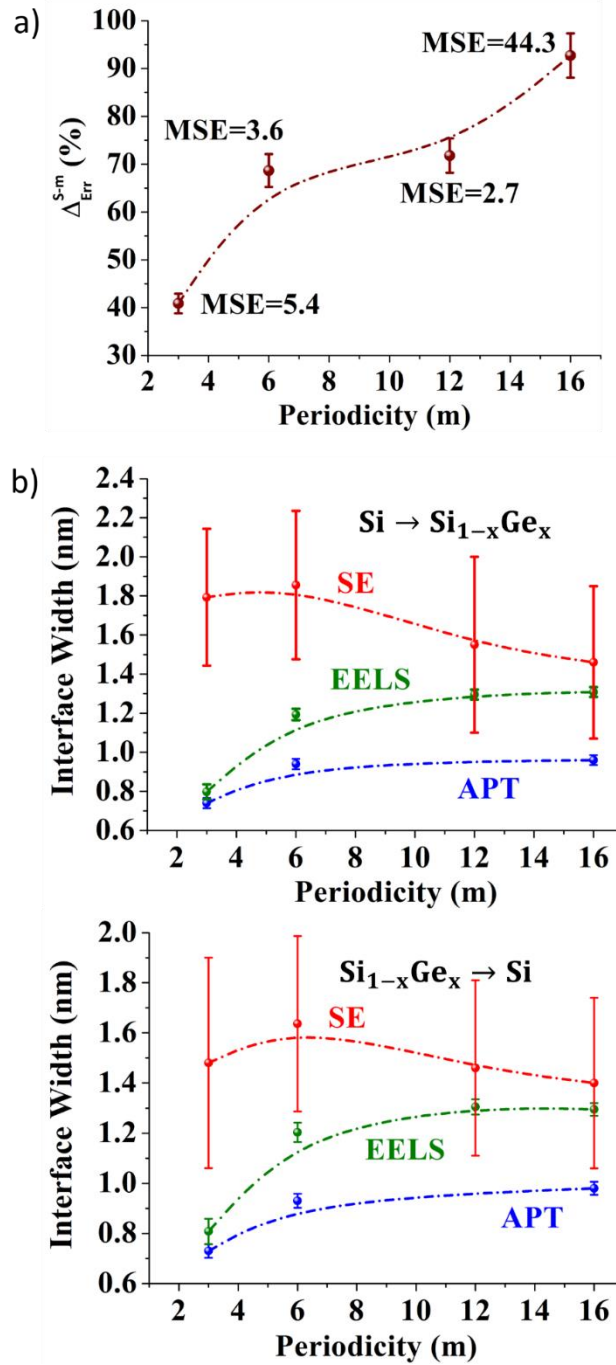 a)
100
90
80
70
60
50
40
30
Δ^{S-m}_{Err} (%)
MSE=44.3
MSE=3.6
MSE=2.7
MSE=5.4
2 4 6 8 10 12 14 16
Periodicity (m)
b)
2.4
2.2
2.0
1.8
1.6
1.4
1.2
1.0
0.8
0.6
Interface Width (nm)
Si → Si₁₋ₓGeₓ
SE
EELS
APT
2 4 6 8 10 12 14 16
Periodicity (m)
2.0
1.8
1.6
1.4
1.2
1.0
0.8
0.6
Interface Width (nm)
Si₁₋ₓGeₓ → Si
SE
EELS
APT
2 4 6 8 10 12 14 16
Periodicity (m)